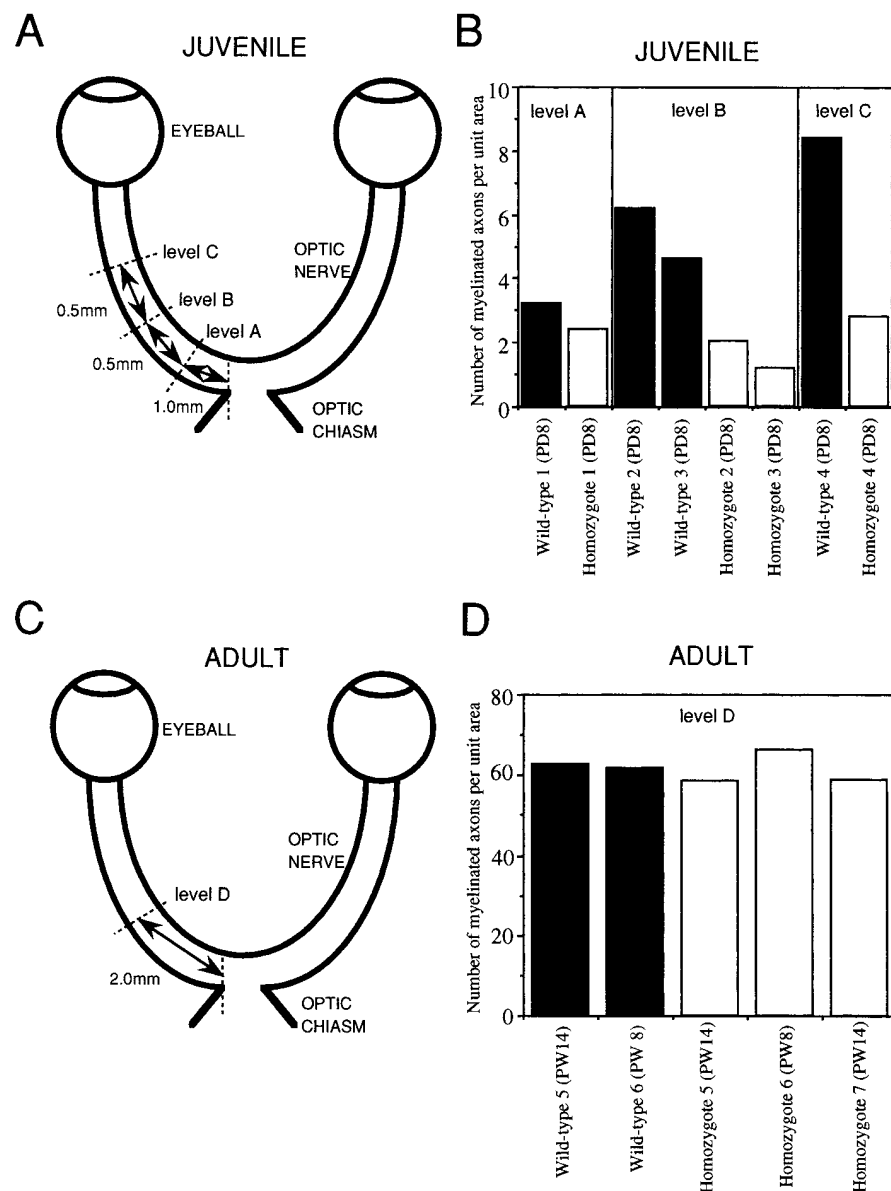 A
JUVENILE
EYEBALL
OPTIC
NERVE
level C
level B
level A
0.5mm
0.5mm
1.0mm
OPTIC
CHIASM
B
JUVENILE
Number of myelinated axons per unit area
10
8
6
4
2
0
level A
level B
level C
Wild-type 1 (PD8)
Homozygote 1 (PD8)
Wild-type 2 (PD8)
Wild-type 3 (PD8)
Homozygote 2 (PD8)
Homozygote 3 (PD8)
Wild-type 4 (PD8)
Homozygote 4 (PD8)
C
ADULT
EYEBALL
OPTIC
NERVE
level D
2.0mm
OPTIC
CHIASM
D
ADULT
Number of myelinated axons per unit area
80
60
40
20
0
level D
Wild-type 5 (PW14)
Wild-type 6 (PW 8)
Homozygote 5 (PW14)
Homozygote 6 (PW8)
Homozygote 7 (PW14)